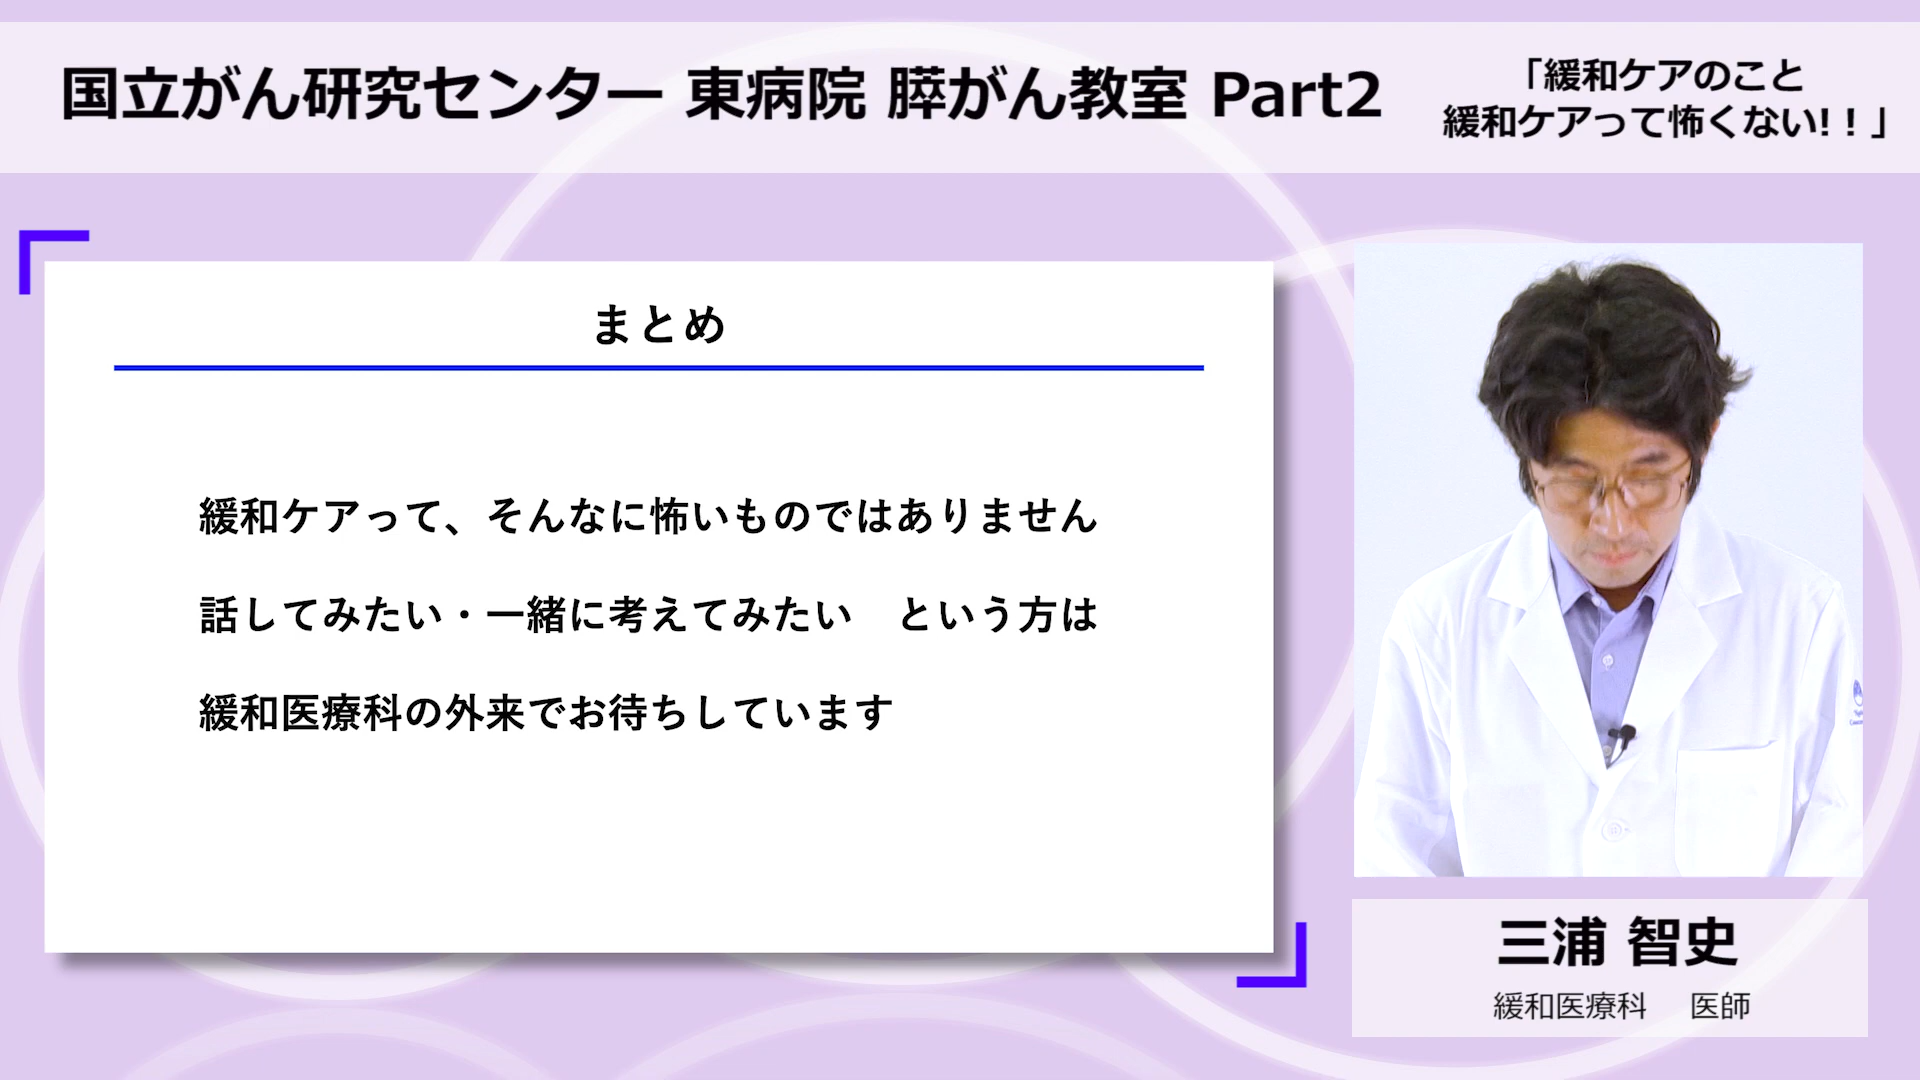 国立がん研究センター 東病院 膵がん教室 Part2
「緩和ケアのこと
緩和ケアって怖くない!！」
まとめ
緩和ケアって、そんなに怖いものではありません
話してみたい・一緒に考えてみたい　という方は
緩和医療科の外来でお待ちしています
三浦 智史
緩和医療科　医師